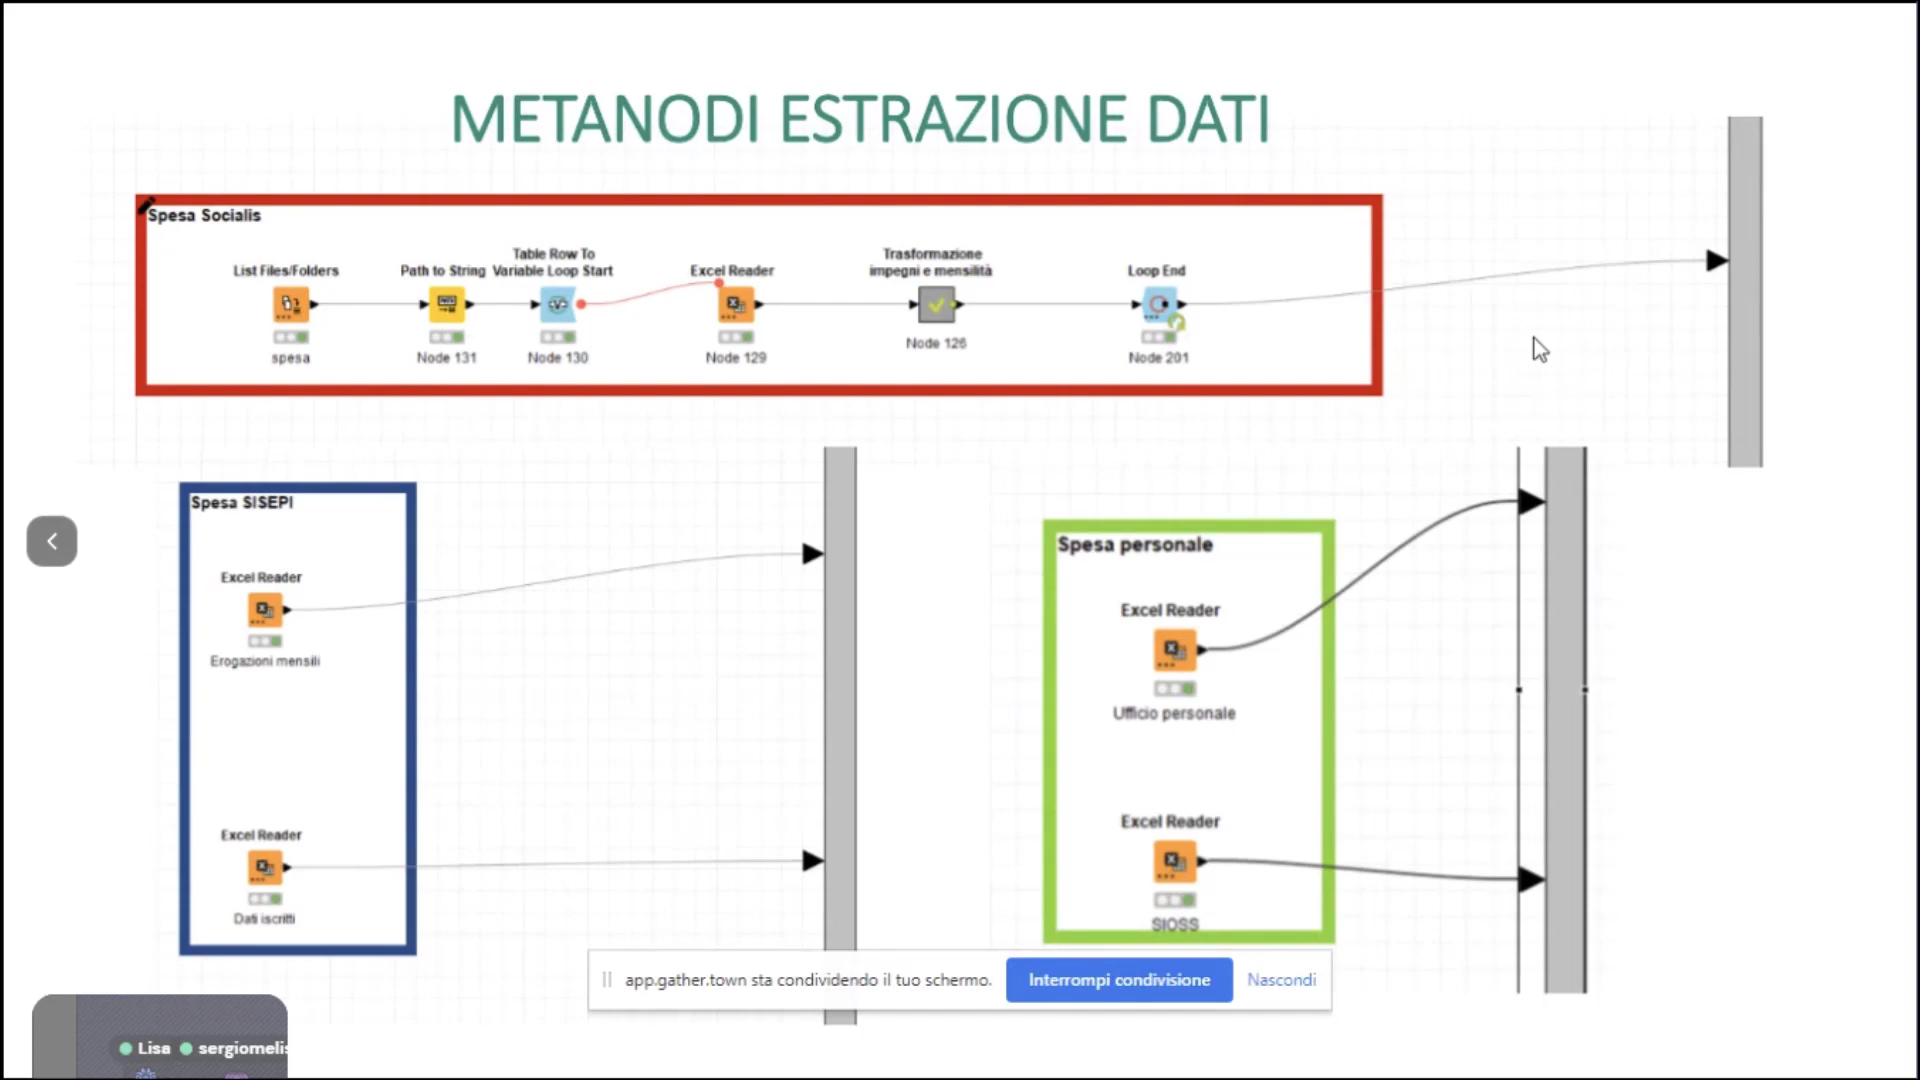 METANODI ESTRAZIONE DATI
Spesa Socialis
List Files/Folders
Path to String
Table Row To
Variable Loop Start
Excel Reader
Trasformazione
impegni e mensilità
Loop End
spesa
Node 131
Node 130
Node 129
Node 126
Node 201
Spesa SISEPI
Excel Reader
Erogazioni mensili
Excel Reader
Dati iscritti
Spesa personale
Excel Reader
Ufficio personale
Excel Reader
SIOSS
app.gather.town sta condividendo il tuo schermo.
Interrompi condivisione
Nascondi
Lisa
sergiomelis